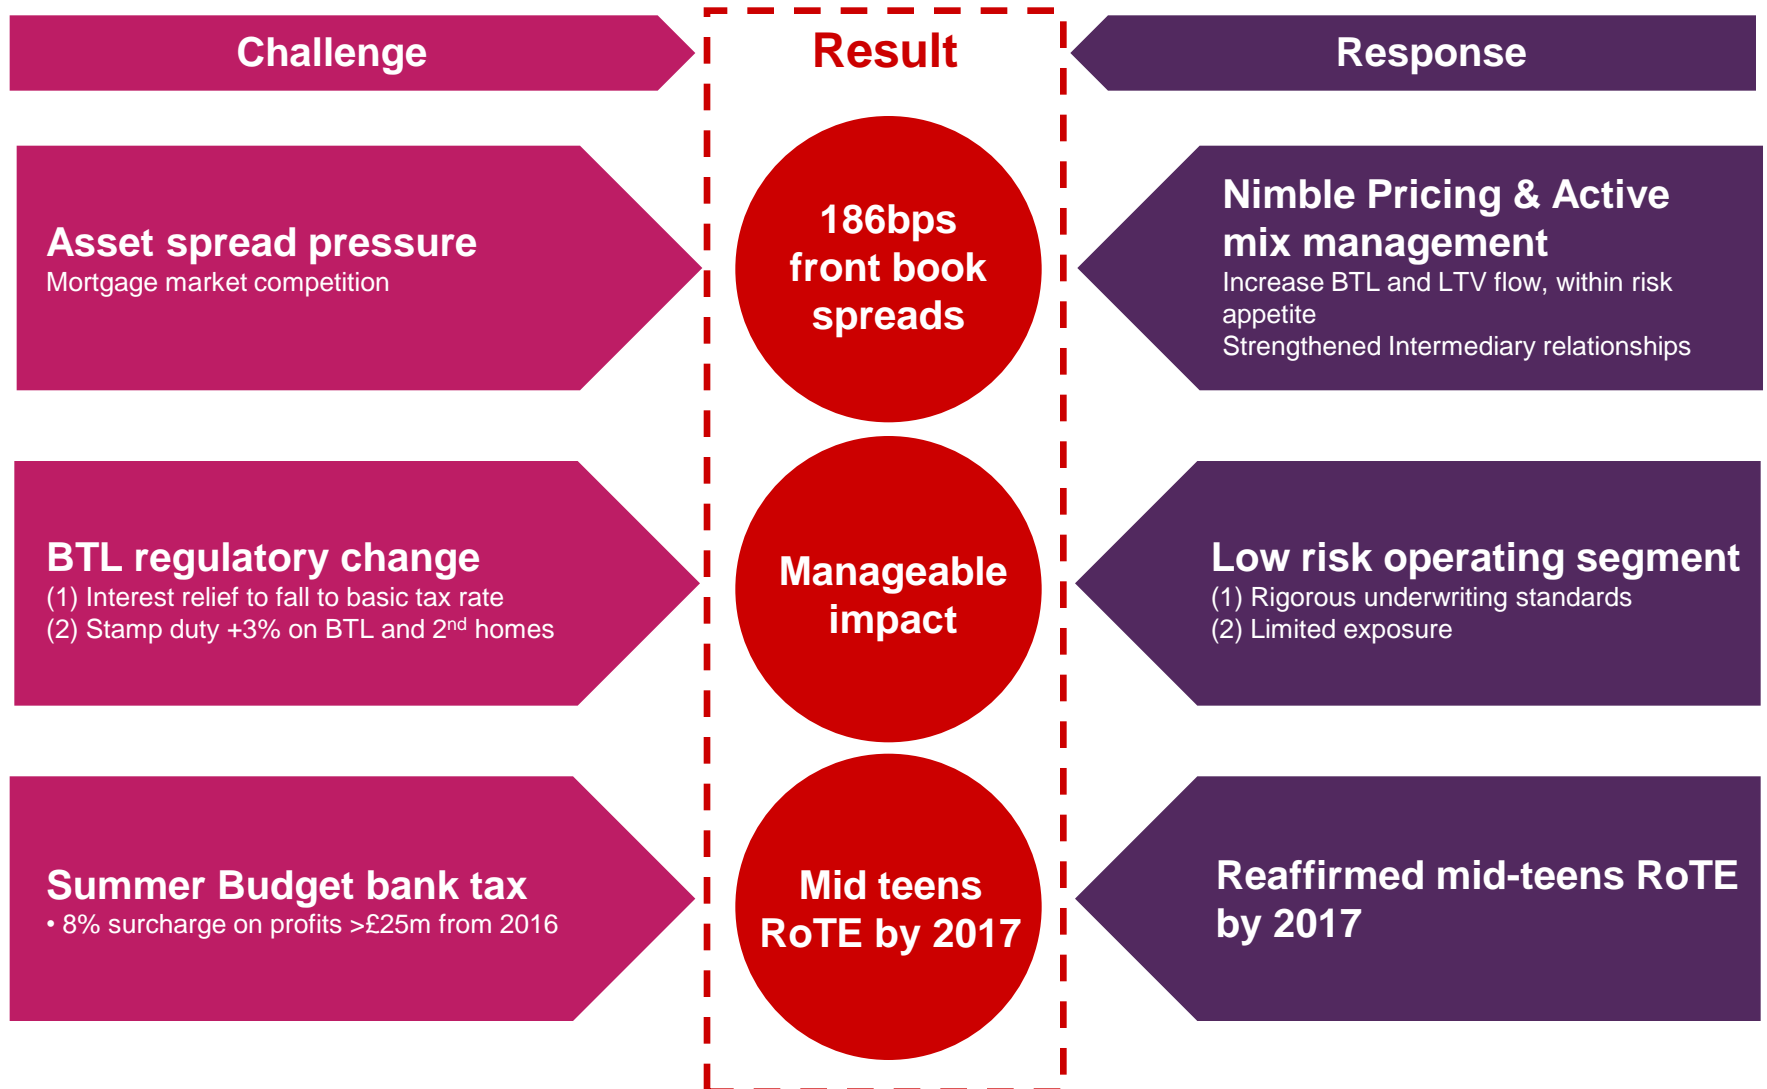 Challenge
Result
Response
Asset spread pressure
Mortgage market competition
186bps
front book
spreads
Nimble Pricing & Active
mix management
Increase BTL and LTV flow, within risk
appetite
Strengthened Intermediary relationships
BTL regulatory change
(1) Interest relief to fall to basic tax rate
(2) Stamp duty +3% on BTL and 2nd homes
Manageable
impact
Low risk operating segment
(1) Rigorous underwriting standards
(2) Limited exposure
Summer Budget bank tax
• 8% surcharge on profits >£25m from 2016
Mid teens
RoTE by 2017
Reaffirmed mid-teens RoTE
by 2017